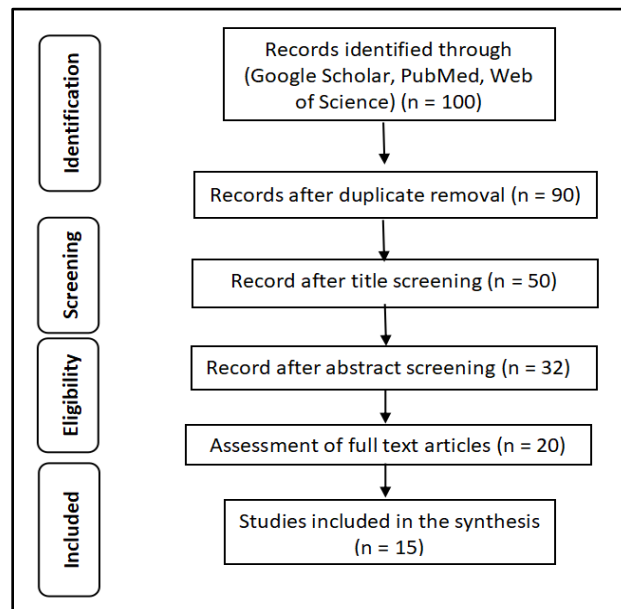 Identification
Records identified through
(Google Scholar, PubMed, Web
of Science) (n = 100)
Records after duplicate removal (n = 90)
Screening
Record after title screening (n = 50)
Eligibility
Record after abstract screening (n = 32)
Assessment of full text articles (n = 20)
Included
Studies included in the synthesis
(n = 15)